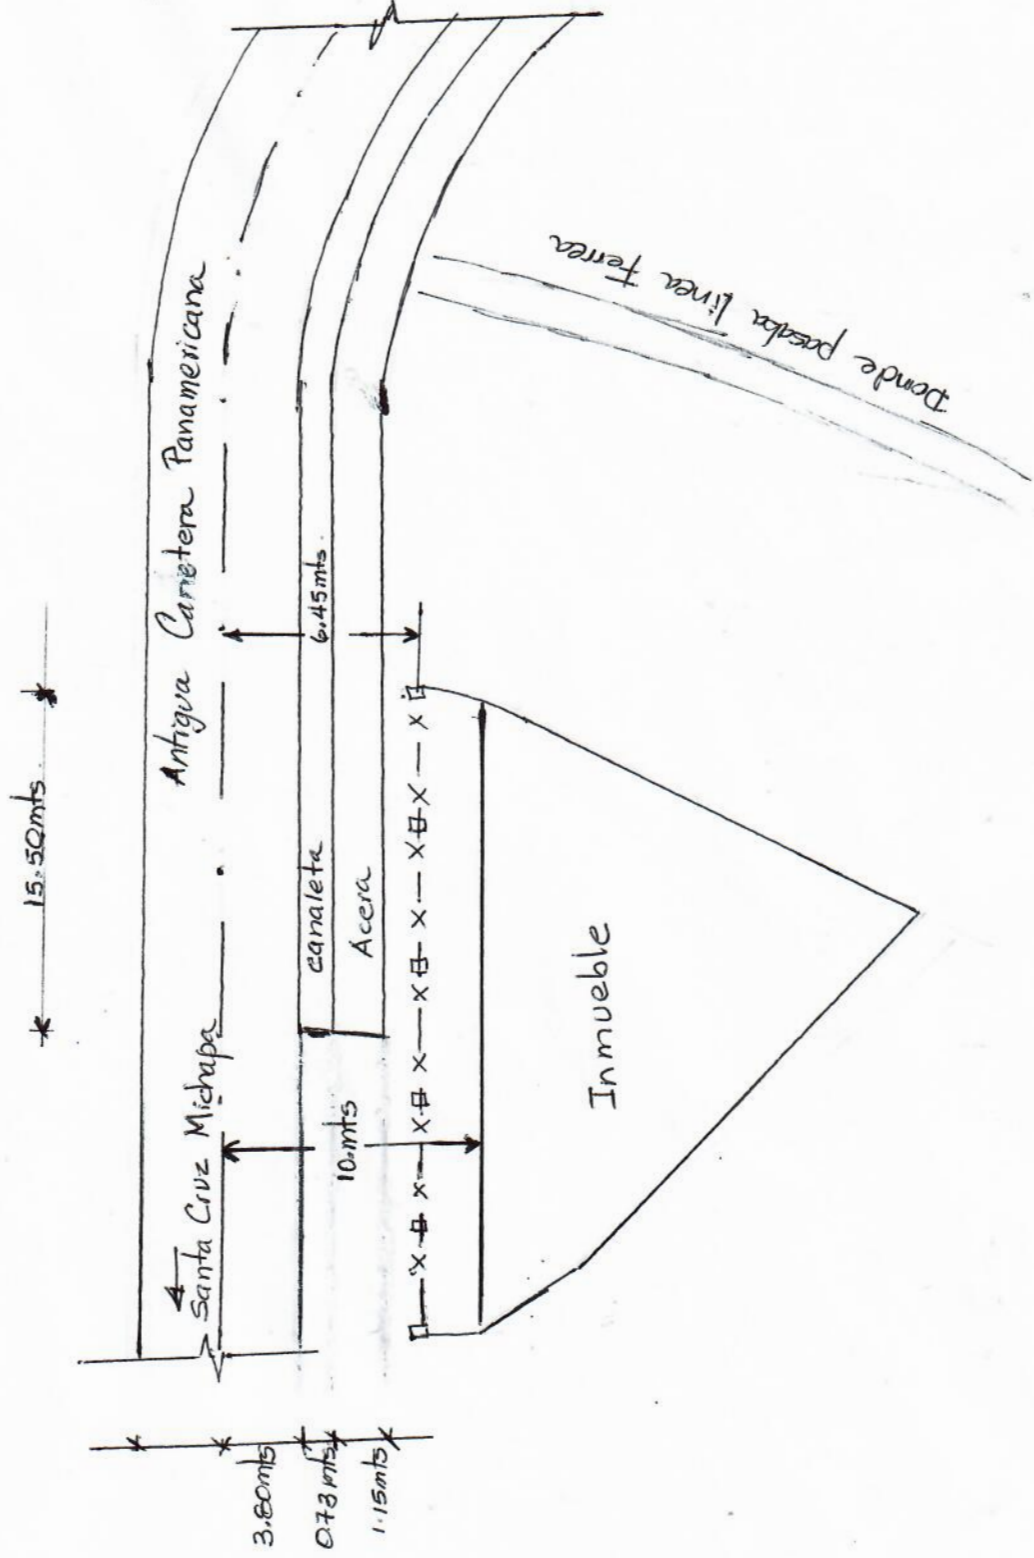 15.50mts.
Antigua Carretera Panamericana
Santa Cruz Michapa
6.45mts.
canaleta
Acera
10.mts
Inmueble
Donde pasaba linea Ferrea
3.80mts
0.73mts
1.15mts